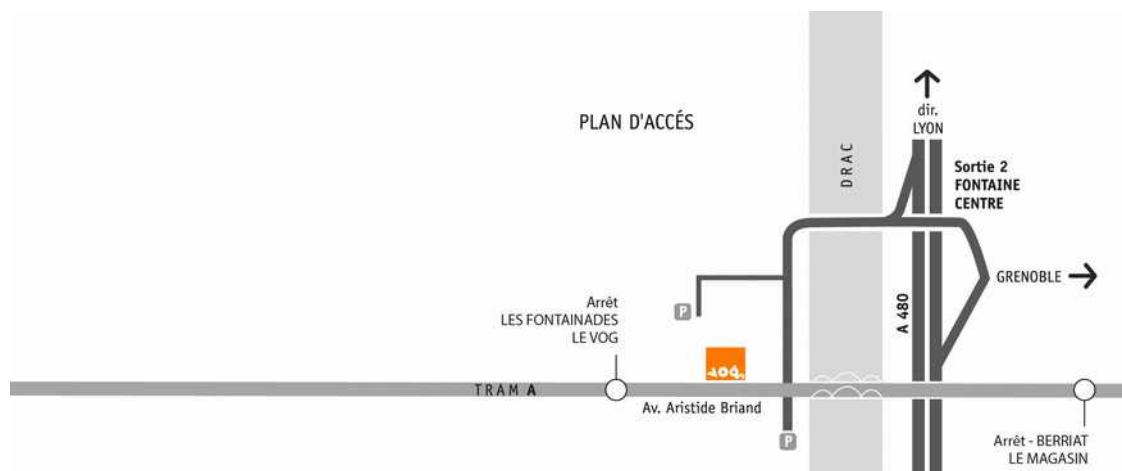 dir.
LYON
PLAN D'ACCÉS
DRAC
Sortie 2
FONTAINE
CENTRE
GRENOBLE
A 480
Arrêt
LES FONTAINADES
LE VOG
P
VOG.
TRAM A
Av. Aristide Briand
P
Arrêt - BERRIAT
LE MAGASIN